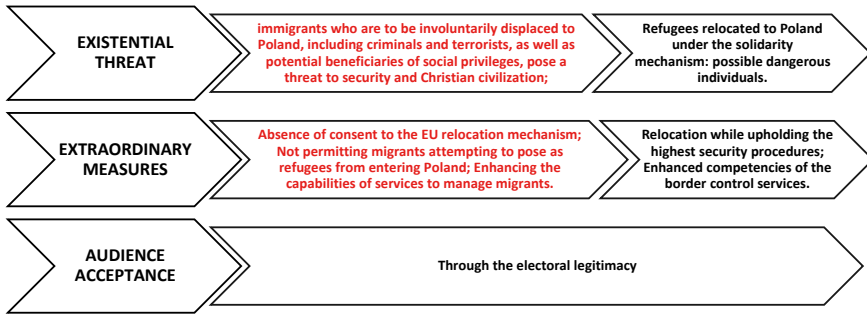 EXISTENTIAL
THREAT
immigrants who are to be involuntarily displaced to
Poland, including criminals and terrorists, as well as
potential beneficiaries of social privileges, pose a
threat to security and Christian civilization;
Refugees relocated to Poland
under the solidarity
mechanism: possible dangerous
individuals.
EXTRAORDINARY
MEASURES
Absence of consent to the EU relocation mechanism;
Not permitting migrants attempting to pose as
refugees from entering Poland; Enhancing the
capabilities of services to manage migrants.
Relocation while upholding the
highest security procedures;
Enhanced competencies of the
border control services.
AUDIENCE
ACCEPTANCE
Through the electoral legitimacy